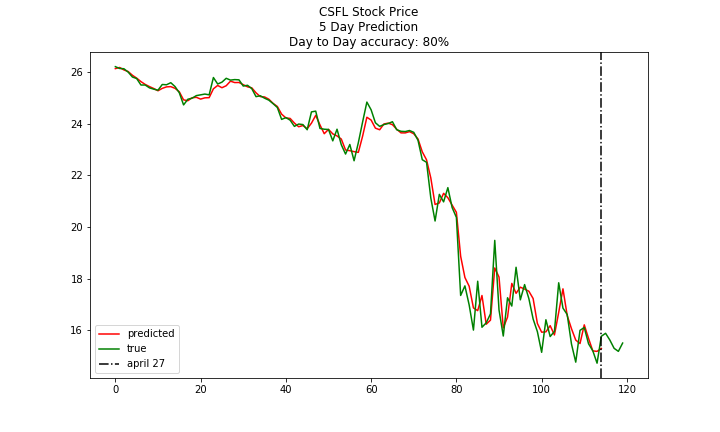 CSFL Stock Price
5 Day Prediction
Day to Day accuracy: 80%
26
24
22
20
18
16
predicted
true
april 27
0 20 40 60 80 100 120